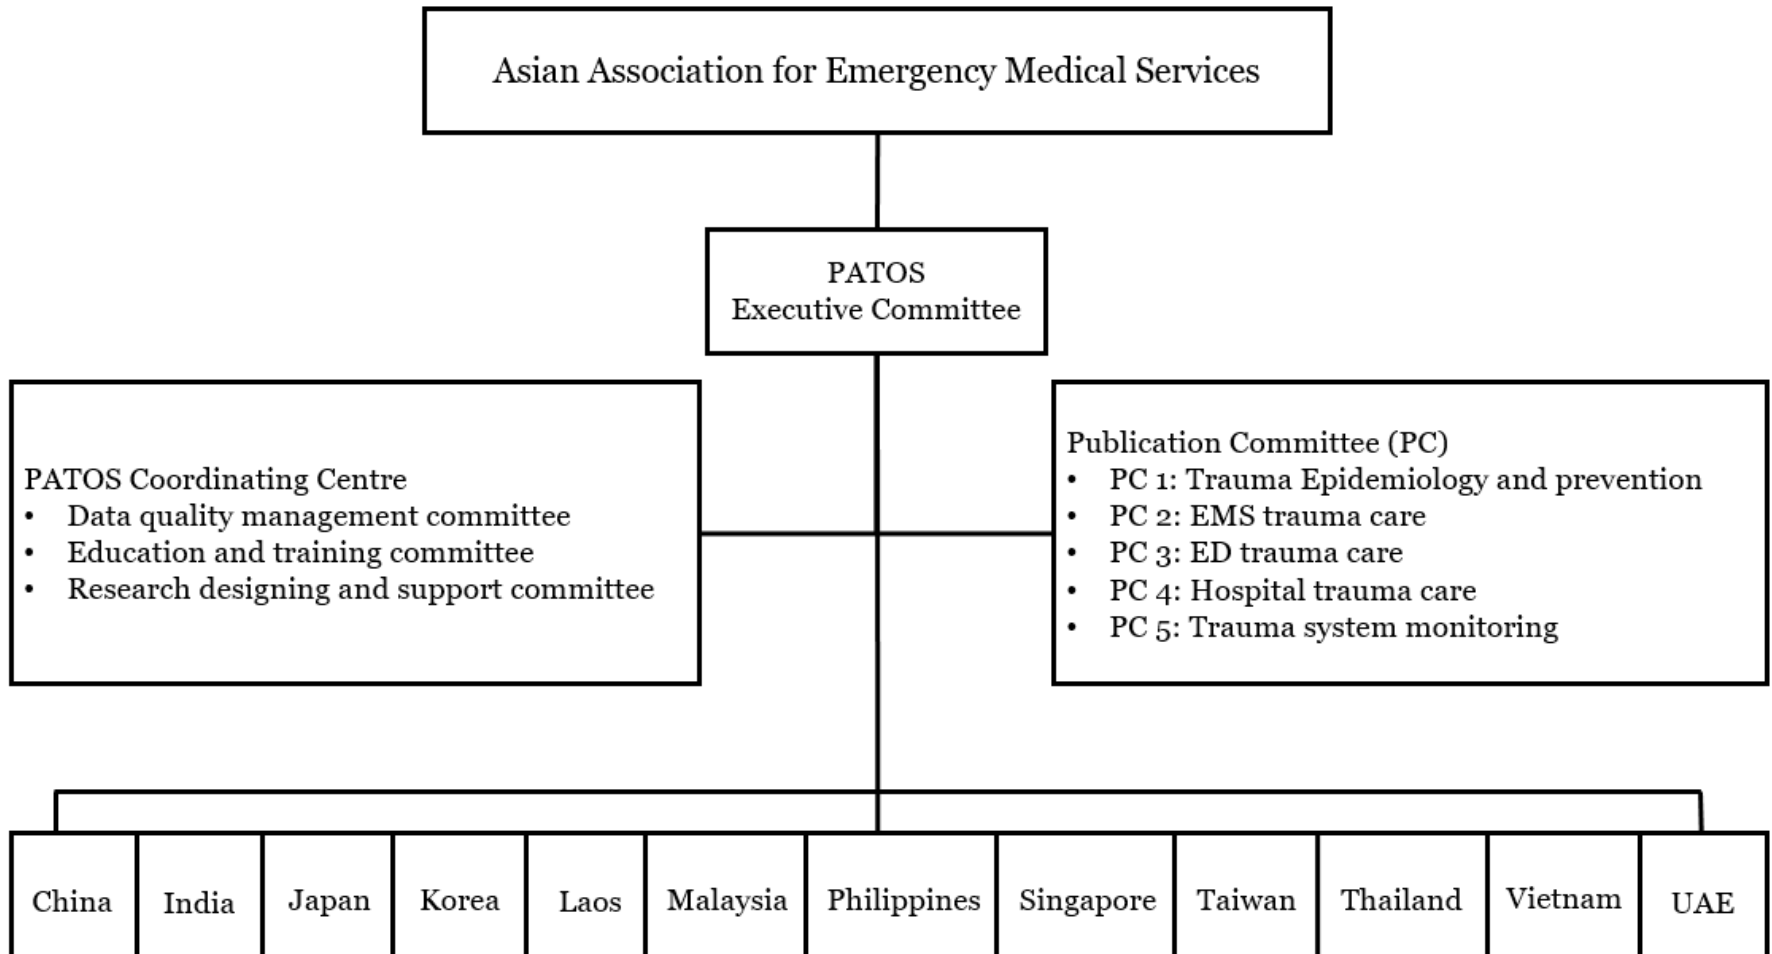 Asian Association for Emergency Medical Services
PATOS
Executive Committee
PATOS Coordinating Centre
• Data quality management committee
• Education and training committee
• Research designing and support committee
Publication Committee (PC)
• PC 1: Trauma Epidemiology and prevention
• PC 2: EMS trauma care
• PC 3: ED trauma care
• PC 4: Hospital trauma care
• PC 5: Trauma system monitoring
China
India
Japan
Korea
Laos
Malaysia
Philippines
Singapore
Taiwan
Thailand
Vietnam
UAE